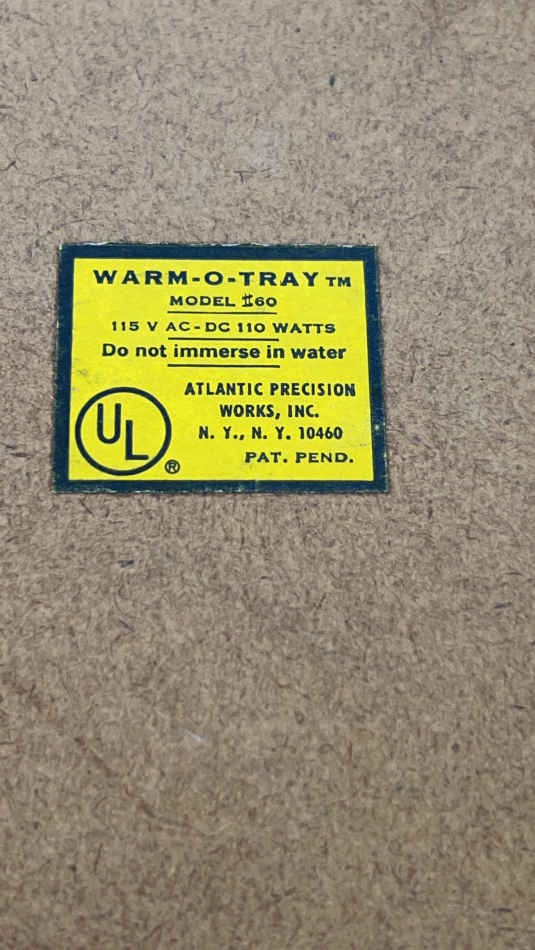 WARM-O-TRAY TM
MODEL #60
115 V AC-DC 110 WATTS
Do not immerse in water
ATLANTIC PRECISION
WORKS, INC.
N. Y., N. Y. 10460
PAT. PEND.
UL ®